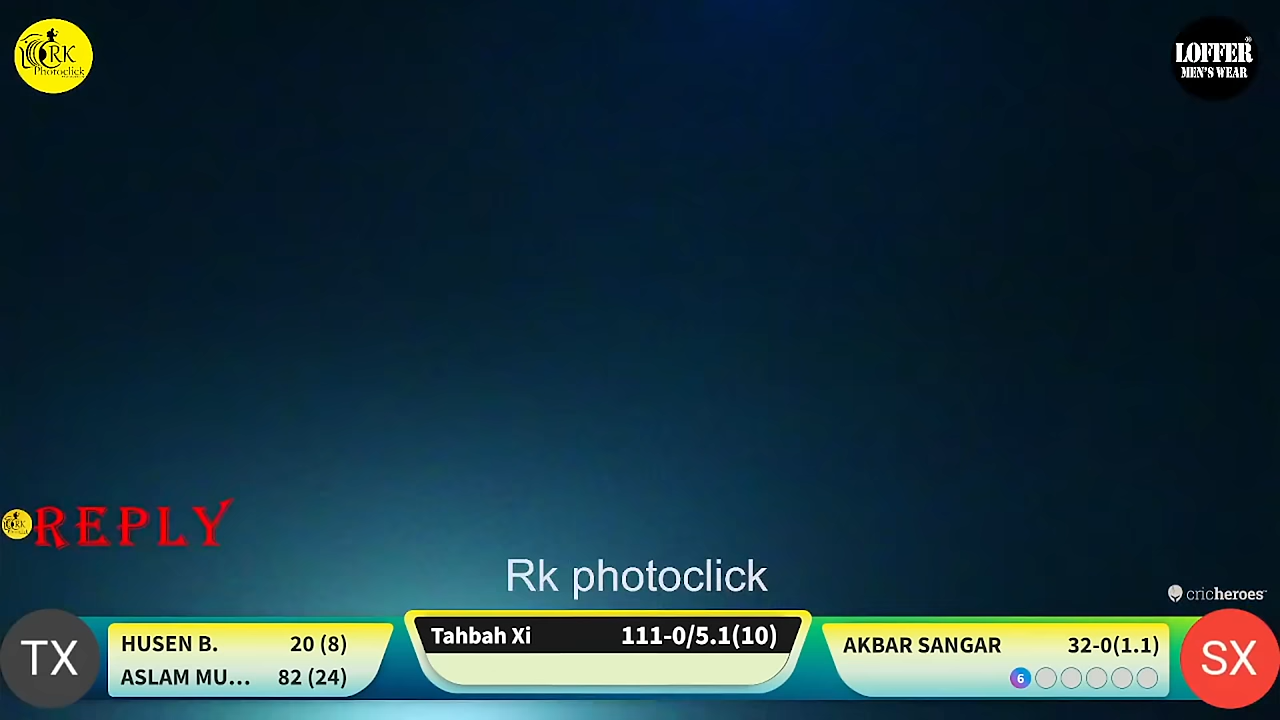 RK
Photoclick
LOFFER
MEN'S WEAR
REPLY
Rk photoclick
cricheroes
TX
HUSEN B. 20 (8)
ASLAM MU... 82 (24)
Tahbah Xi 111-0/5.1(10)
AKBAR SANGAR 32-0(1.1)
6
SX